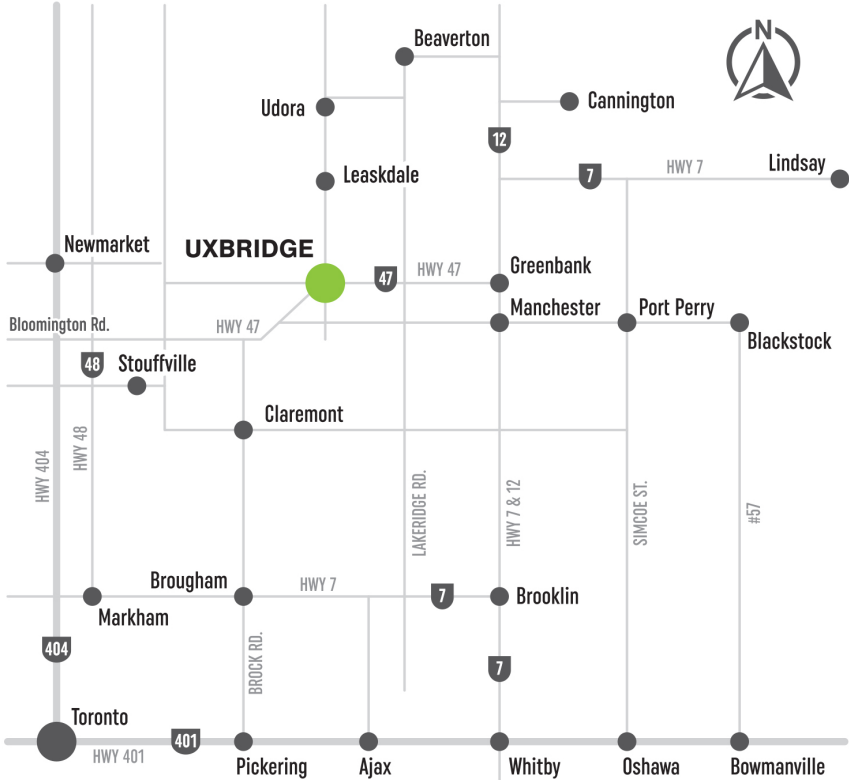 Beaverton
N
Cannington
Udora
12
Leaskdale
7
HWY 7
Lindsay
Newmarket
UXBRIDGE
47
HWY 47
Greenbank
Bloomington Rd.
HWY 47
Manchester
Port Perry
Blackstock
48
Stouffville
Claremont
HWY 404
HWY 48
LAKERIDGE RD.
HWY 7 & 12
SIMCOE ST.
#57
Brougham
HWY 7
7
Brooklin
Markham
404
BROCK RD.
7
Toronto
HWY 401
401
Pickering
Ajax
Whitby
Oshawa
Bowmanville